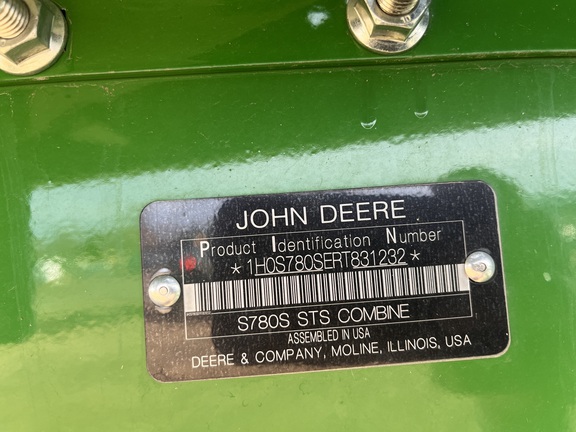 JOHN DEERE
Product Identification Number
*1H0S780SERT831232*
S780S STS COMBINE
ASSEMBLED IN USA
DEERE & COMPANY, MOLINE, ILLINOIS, USA